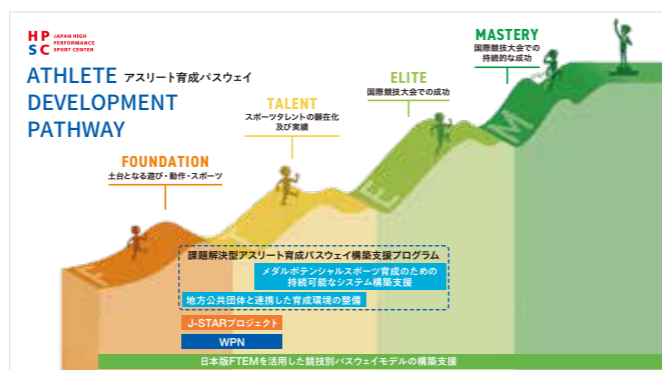 HP
SC
JAPAN HIGH
PERFORMANCE
SPORT CENTER
ATHLETE アスリート育成パスウェイ
DEVELOPMENT
PATHWAY
MASTERY
国際競技大会での
持続的な成功
ELITE
国際競技大会での成功
TALENT
スポーツタレントの顕在化
及び実績
FOUNDATION
土台となる遊び・動作・スポーツ
F
T
E
M
課題解決型アスリート育成パスウェイ構築支援プログラム
メダルポテンシャルスポーツ育成のための
持続可能なシステム構築支援
地方公共団体と連携した育成環境の整備
J-STARプロジェクト
WPN
日本版FTEMを活用した競技別パスウェイモデルの構築支援